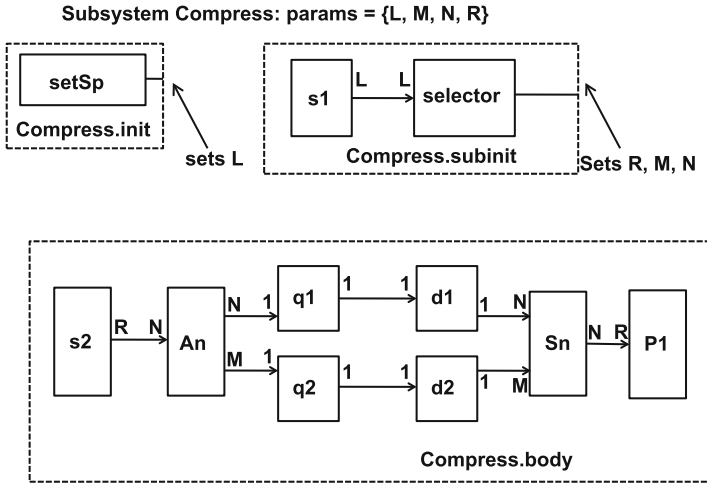 Subsystem Compress: params = {L, M, N, R}
setSp
Compress.init
sets L
s1
L L
selector
Compress.subinit
Sets R, M, N
s2
R N
An
N 1
M 1
q1
1 1
d1
1 N
q2
1 1
d2
1 M
Sn
N R
P1
Compress.body